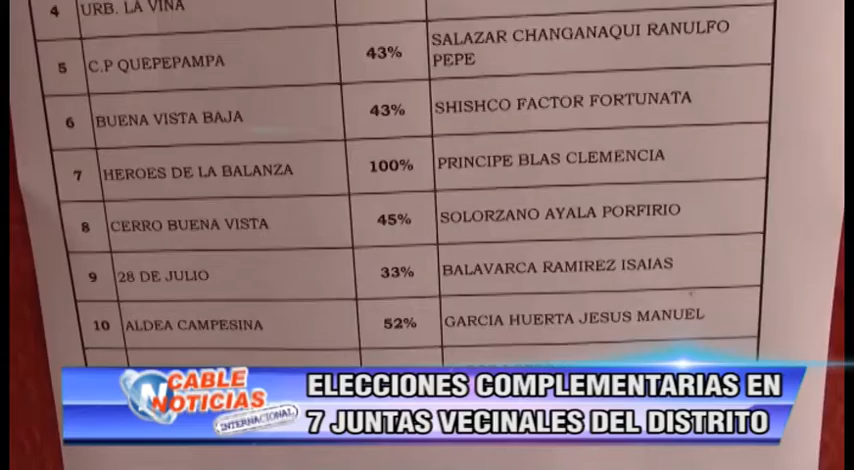 4 URB. LA VIÑA
5 C.P QUEPEPAMPA 43% SALAZAR CHANGANAQUI RANULFO
PEPE
6 BUENA VISTA BAJA 43% SHISHCO FACTOR FORTUNATA
7 HEROES DE LA BALANZA 100% PRINCIPE BLAS CLEMENCIA
8 CERRO BUENA VISTA 45% SOLORZANO AYALA PORFIRIO
9 28 DE JULIO 33% BALAVARCA RAMIREZ ISAIAS
10 ALDEA CAMPESINA 52% GARCIA HUERTA JESUS MANUEL
CABLE
NOTICIAS
INTERNACIONAL
ELECCIONES COMPLEMENTARIAS EN
7 JUNTAS VECINALES DEL DISTRITO